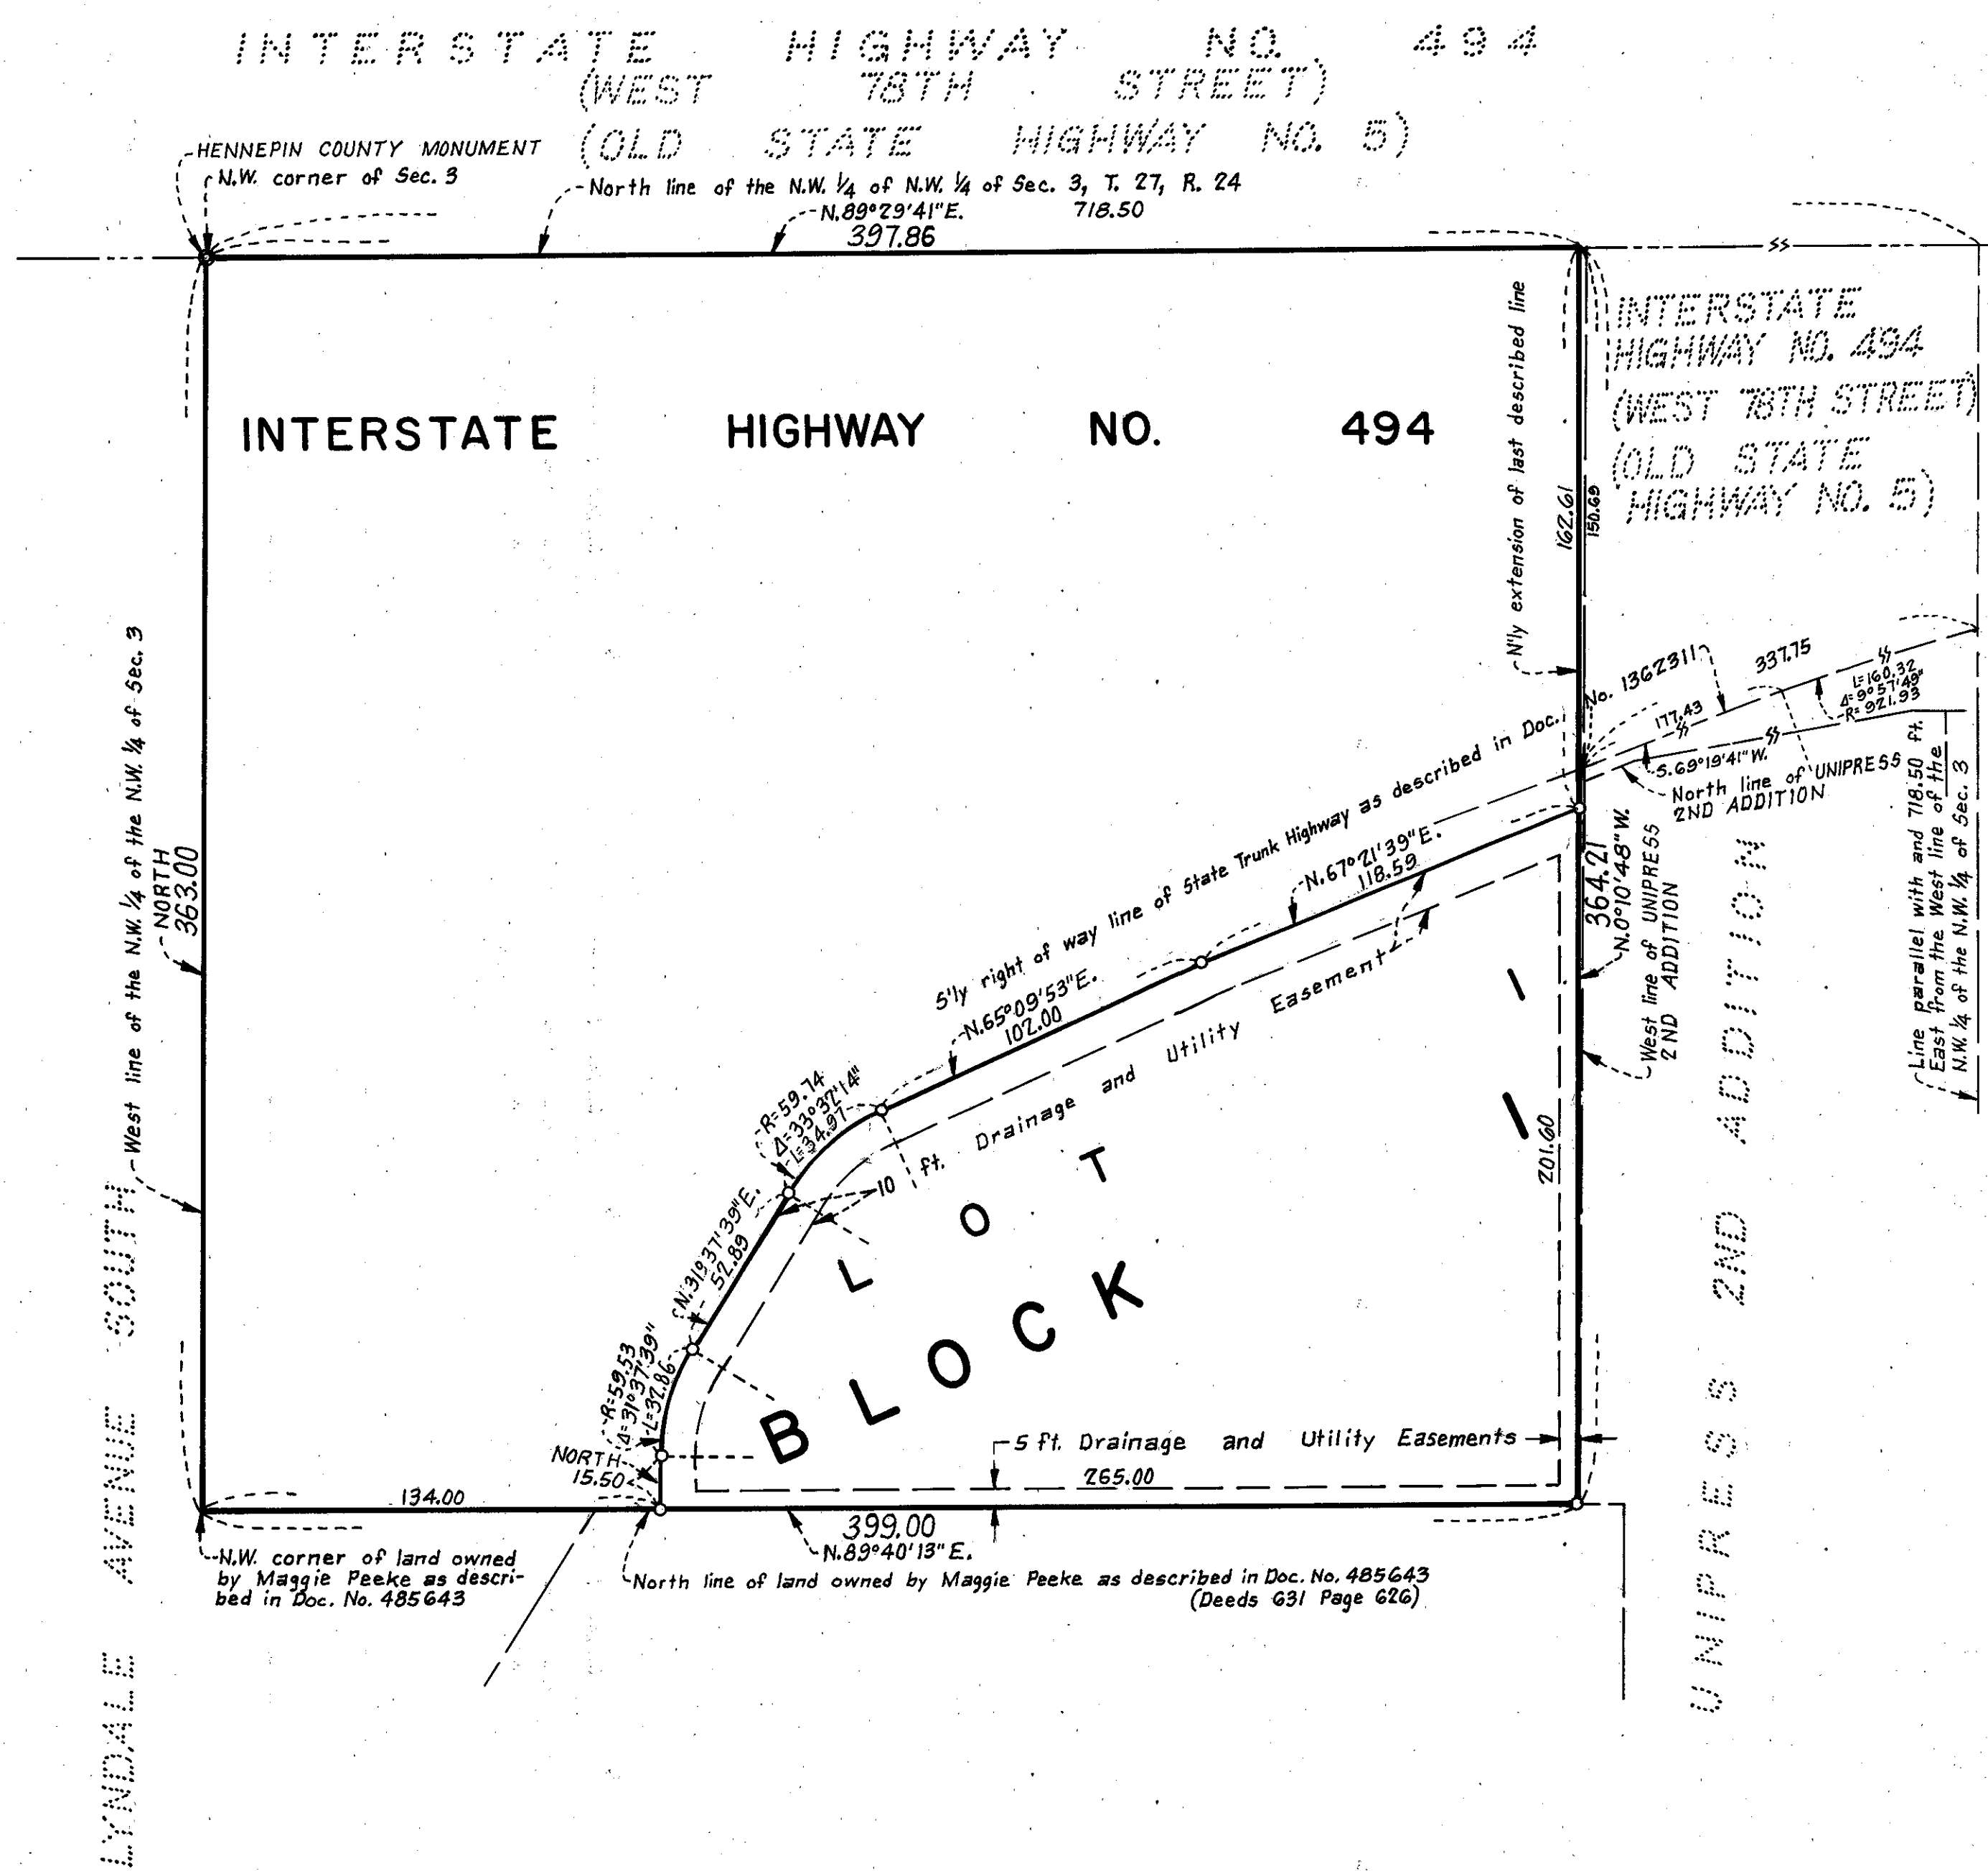 INTERSTATE HIGHWAY NO. 494
(WEST 78TH STREET)
(OLD STATE HIGHWAY NO. 5)
HENNEPIN COUNTY MONUMENT
N.W. corner of Sec. 3
North line of the N.W. ¼ of N.W. ¼ of Sec. 3, T. 27, R. 24
N.89°29'41"E. 718.50
397.86
INTERSTATE
HIGHWAY NO. 494
(WEST 78TH STREET)
(OLD STATE
HIGHWAY NO. 5)
INTERSTATE HIGHWAY NO. 494
N'ly extension of last described line
162.61
150.69
West line of the N.W. ¼ of the N.W. ¼ of Sec. 3
NORTH
363.00
S'ly right of way line of State Trunk Highway as described in Doc. No. 1362311
337.75
177.43
L=160.32
Δ=9°57'49"
R=921.93
S.69°19'41"W.
North line of UNIPRESS
2ND ADDITION
N.67°21'39"E.
118.59
364.21
N.0°10'48"W.
West line of UNIPRESS
2ND ADDITION
Line parallel with and 718.50 ft.
East from the West line of the
N.W. ¼ of the N.W. ¼ of Sec. 3
N.65°09'53"E.
102.00
R=59.74
Δ=33°32'14"
L=34.97
10 ft. Drainage and Utility Easement
N.31°37'39"E.
52.89
R=59.53
Δ=31°37'39"
L=32.86
LOT 1
BLOCK 1
201.60
NORTH
15.50
5 ft. Drainage and Utility Easements
265.00
134.00
399.00
N.89°40'13"E.
N.W. corner of land owned
by Maggie Peeke as descri-
bed in Doc. No. 485643
North line of land owned by Maggie Peeke as described in Doc. No. 485643
(Deeds 631 Page 626)
LYNDALE AVENUE SOUTH
UNIPRESS 2ND ADDITION